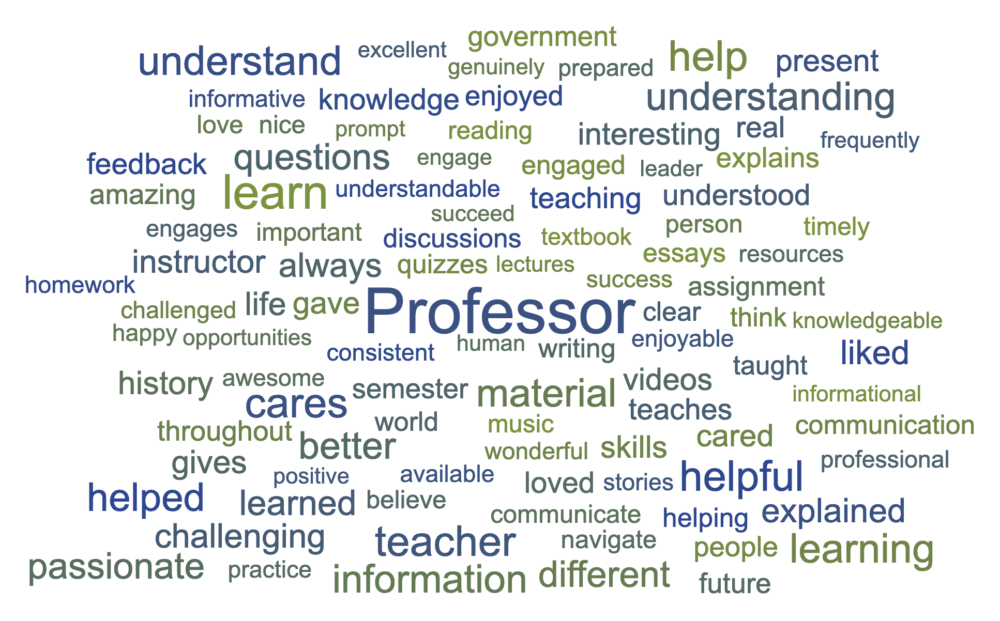 government
excellent
understand
help
present
genuinely
prepared
informative
knowledge
enjoyed
understanding
love
nice
prompt
reading
interesting
real
frequently
feedback
questions
engage
engaged
leader
explains
amazing
learn
understandable
teaching
understood
succeed
engages
important
discussions
textbook
person
timely
instructor
always
quizzes
lectures
essays
resources
homework
success
assignment
challenged
life
gave
Professor
clear
think
knowledgeable
happy
opportunities
consistent
human
writing
enjoyable
liked
history
awesome
semester
material
videos
taught
informational
cares
teaches
throughout
world
music
communication
better
wonderful
skills
cared
gives
positive
available
loved
stories
helpful
professional
helped
learned
believe
communicate
helping
explained
challenging
teacher
navigate
people
learning
passionate
practice
information
different
future